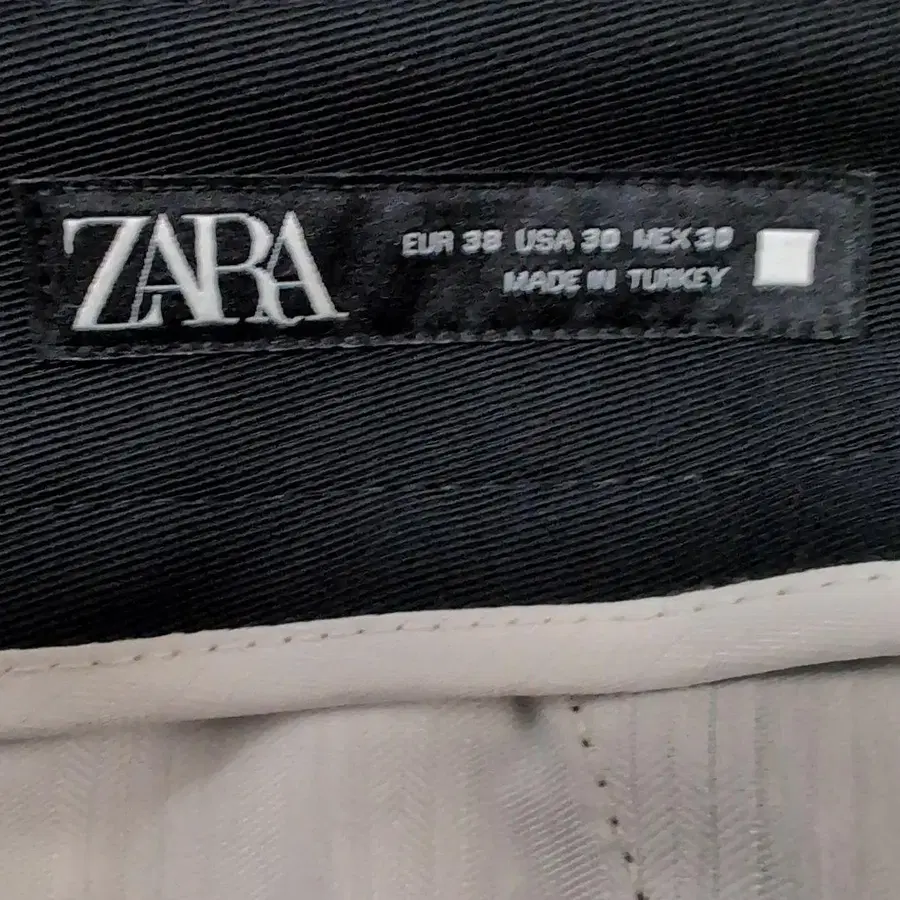 ZARA
EUR 38 USA 30 MEX 30
MADE IN TURKEY